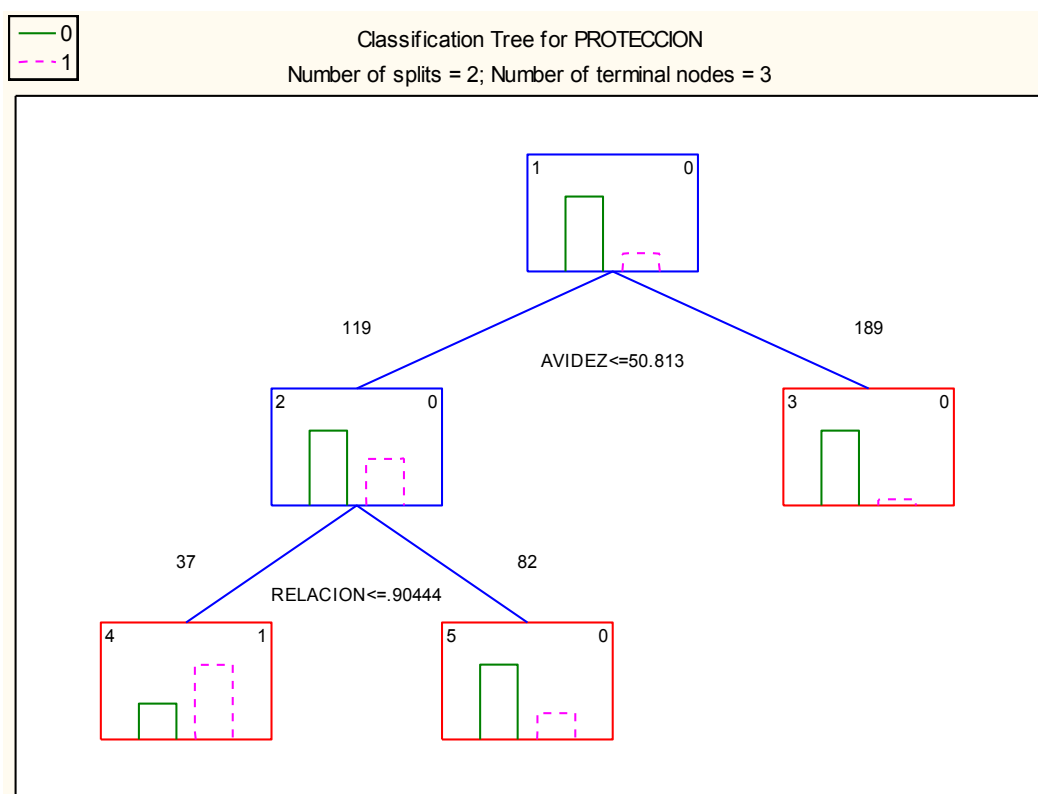 0
1
Classification Tree for PROTECCION
Number of splits = 2; Number of terminal nodes = 3
1 0
119 189
AVIDEZ<=50.813
2 0
3 0
37 82
RELACION<=.90444
4 1
5 0